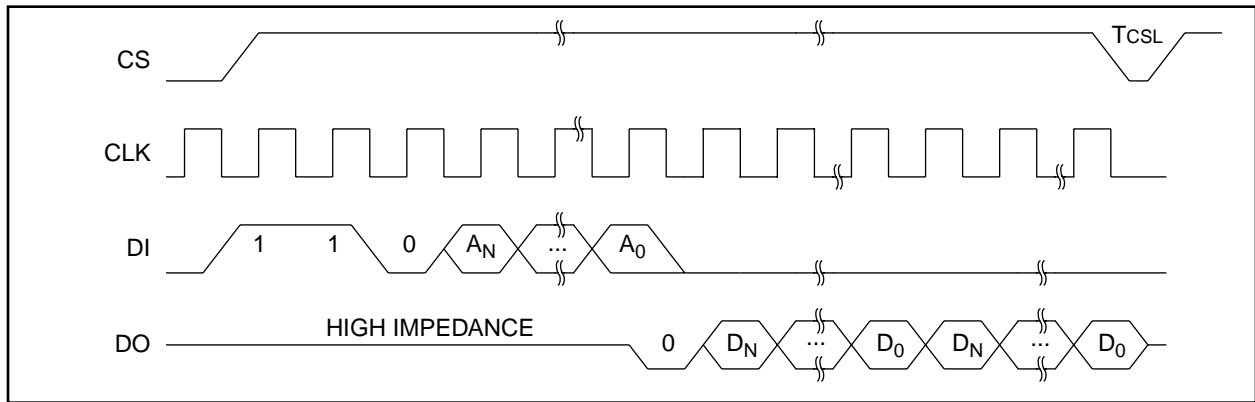 CS
TCSL
CLK
DI 1 1 0 AN ... A0
HIGH IMPEDANCE
DO 0 DN ... D0 DN ... D0